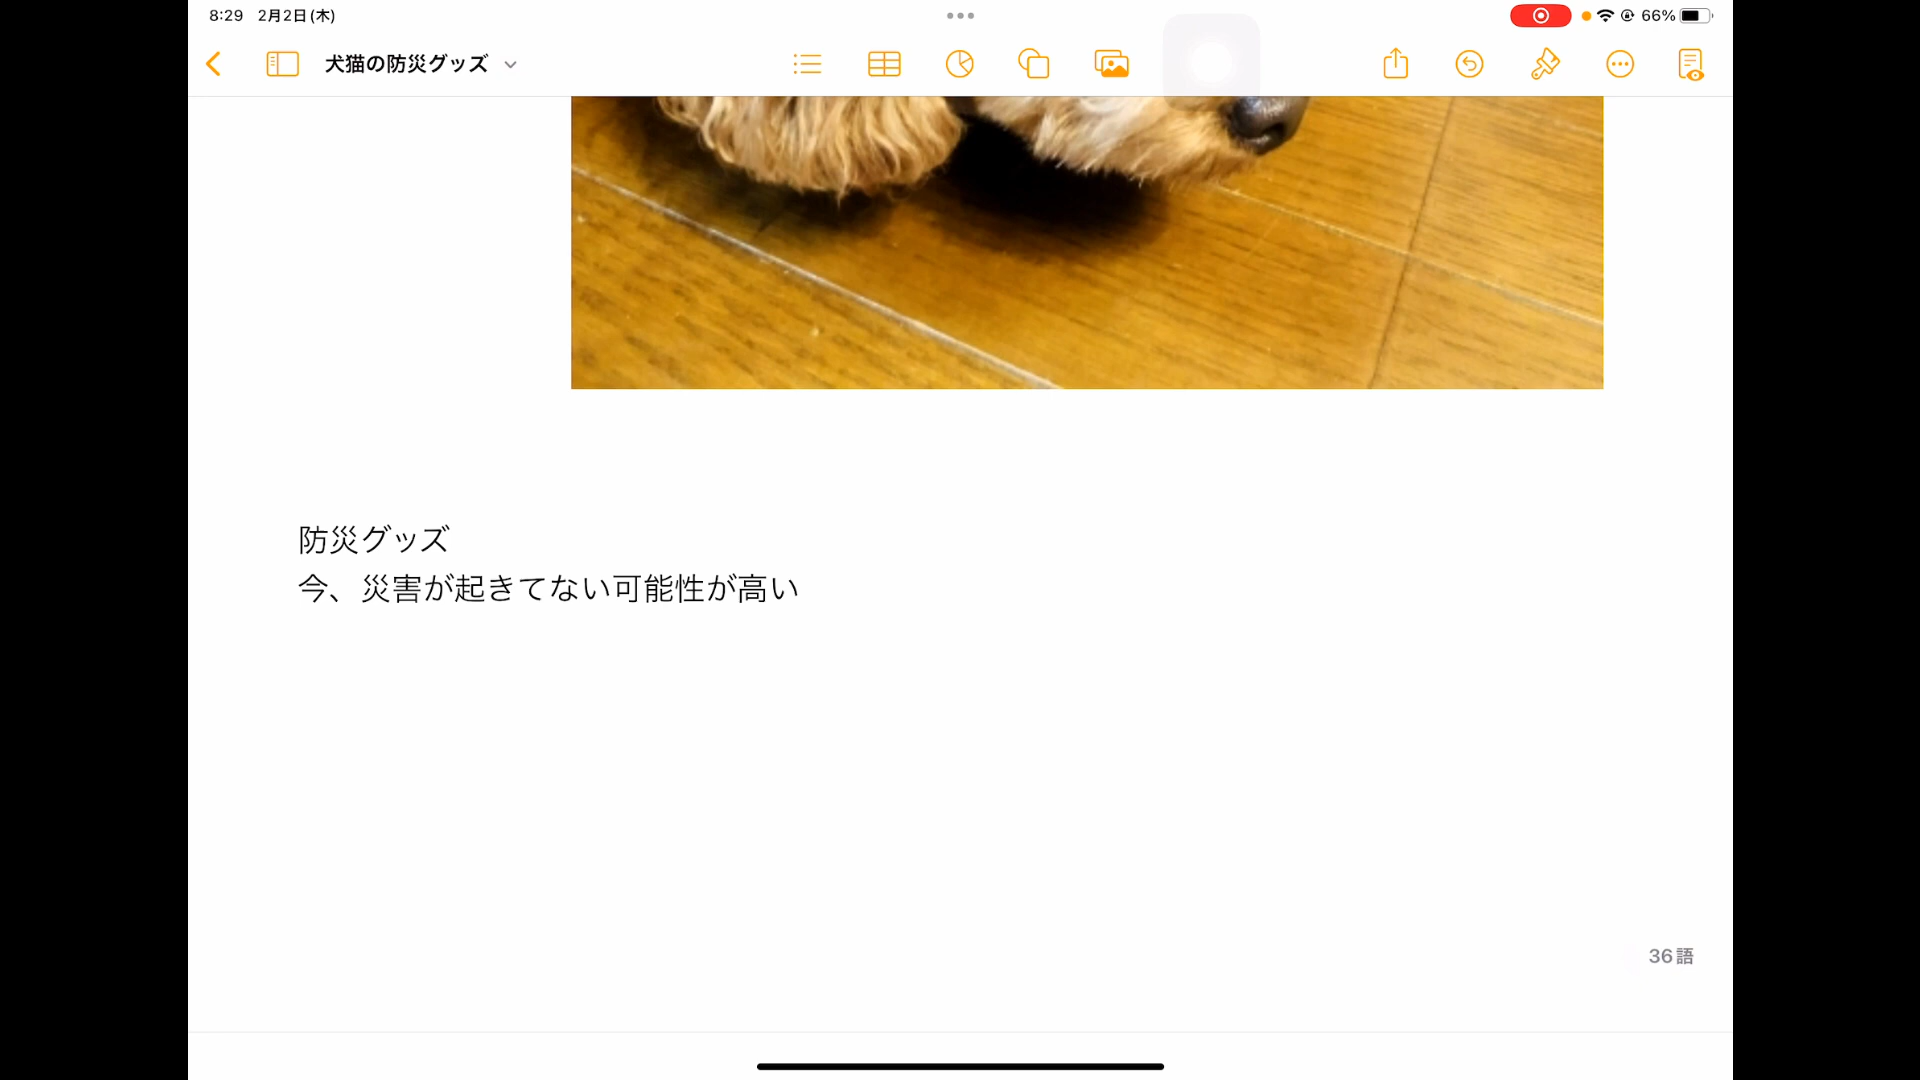 8:29 2月2日(木)
66%
犬猫の防災グッズ
防災グッズ
今、災害が起きてない可能性が高い
36語